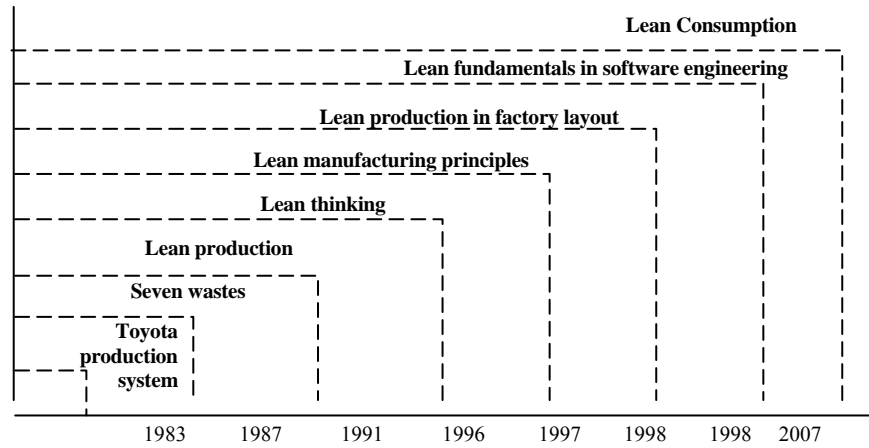 Lean Consumption
Lean fundamentals in software engineering
Lean production in factory layout
Lean manufacturing principles
Lean thinking
Lean production
Seven wastes
Toyota
production
system
1983 1987 1991 1996 1997 1998 1998 2007